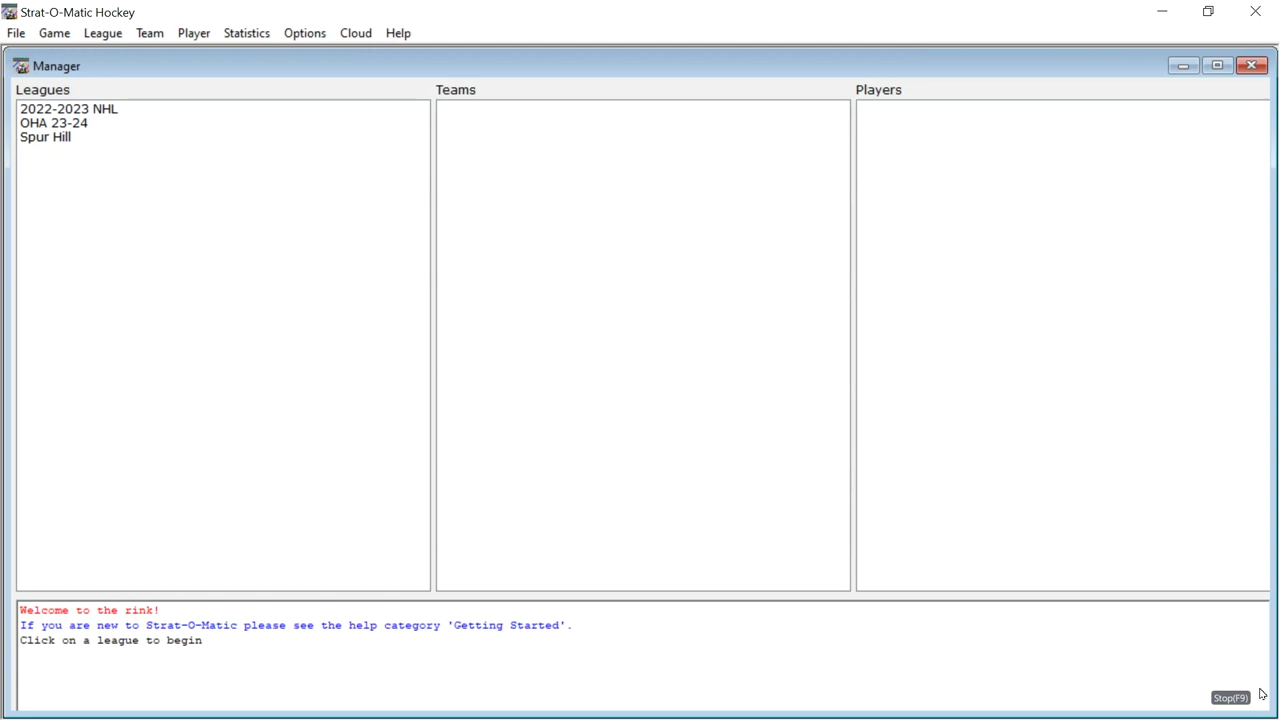 Strat-O-Matic Hockey
File Game League Team Player Statistics Options Cloud Help
Manager
Leagues Teams Players
2022-2023 NHL
OHA 23-24
Spur Hill
Welcome to the rink!
If you are new to Strat-O-Matic please see the help category 'Getting Started'.
Click on a league to begin
Stop(F9)